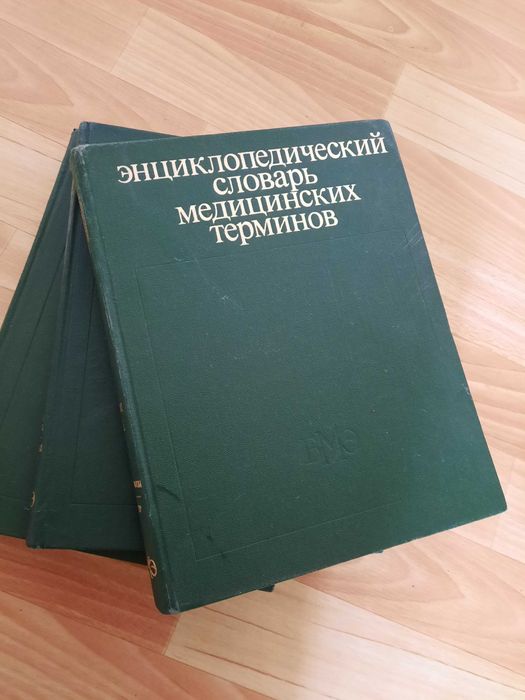 энциклопедический
словарь
медицинских
терминов
БМЭ